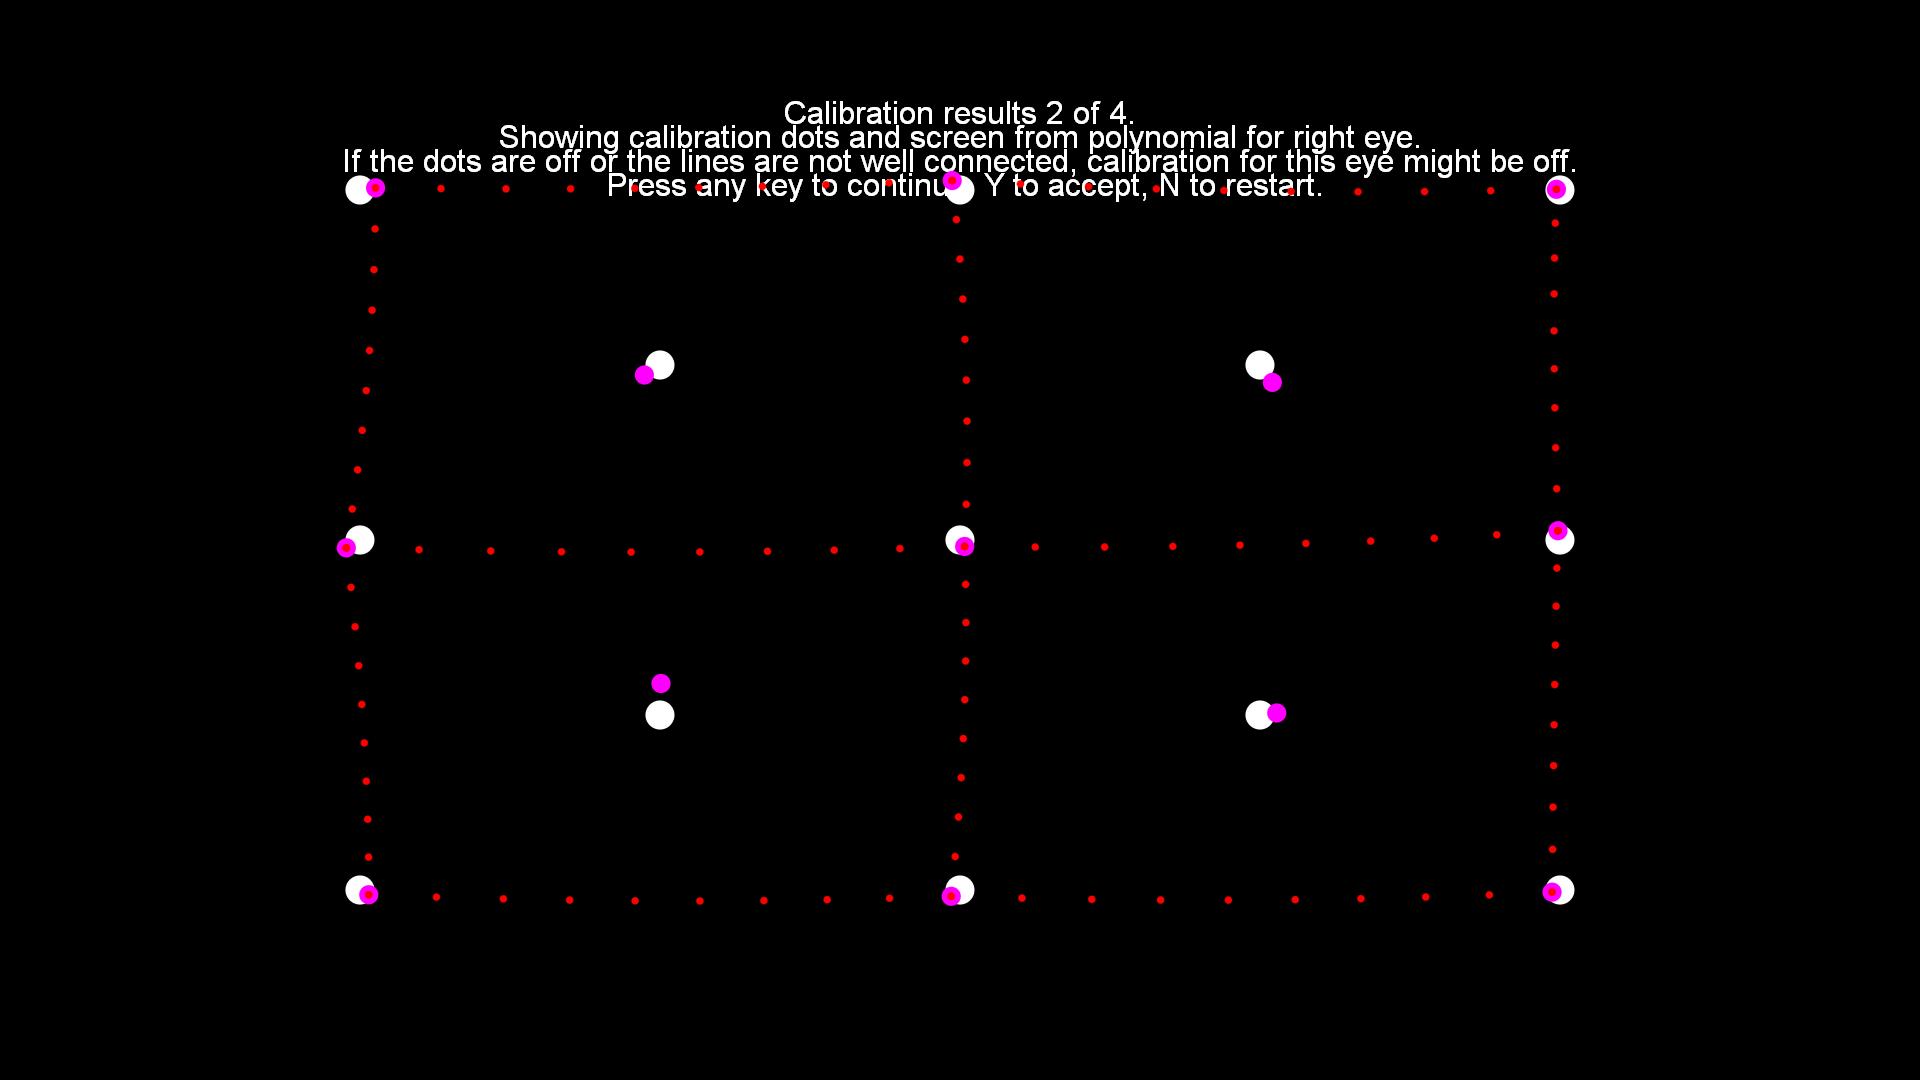 Calibration results 2 of 4.
Showing calibration dots and screen from polynomial for right eye.
If the dots are off or the lines are not well connected, calibration for this eye might be off.
Press any key to continue, Y to accept, N to restart.